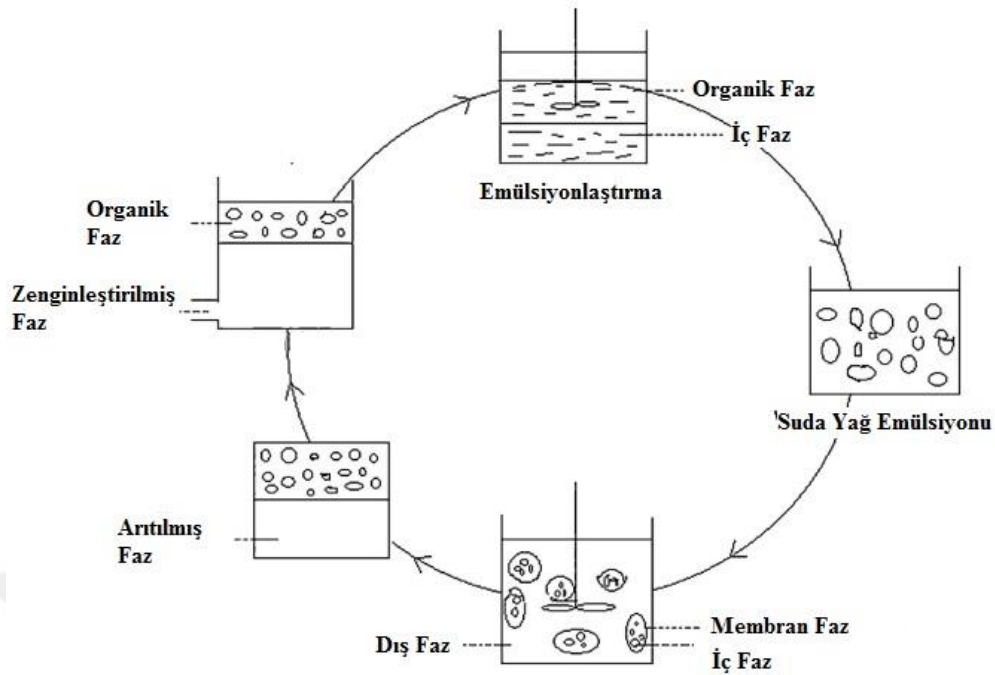 Organik Faz
İç Faz
Emülsiyonlaştırma
Organik
Faz
Zenginleştirilmiş
Faz
Suda Yağ Emülsiyonu
Arıtılmış
Faz
Dış Faz
Membran Faz
İç Faz